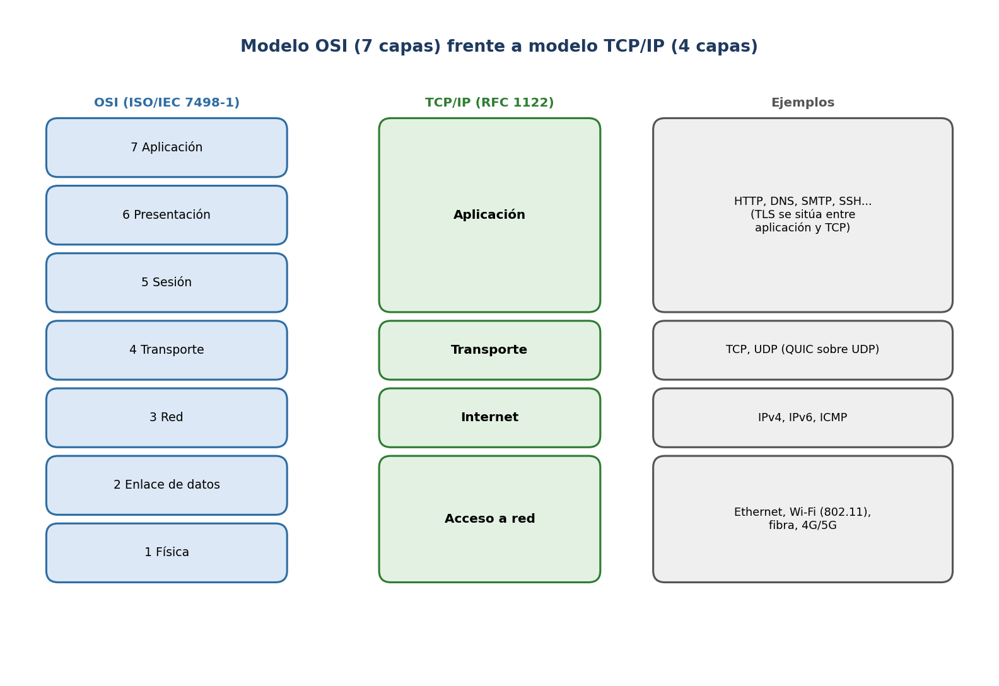 Modelo OSI (7 capas) frente a modelo TCP/IP (4 capas)
OSI (ISO/IEC 7498-1)
7 Aplicación
6 Presentación
5 Sesión
4 Transporte
3 Red
2 Enlace de datos
1 Física
TCP/IP (RFC 1122)
Aplicación
Transporte
Internet
Acceso a red
Ejemplos
HTTP, DNS, SMTP, SSH...
(TLS se sitúa entre
aplicación y TCP)
TCP, UDP (QUIC sobre UDP)
IPv4, IPv6, ICMP
Ethernet, Wi-Fi (802.11),
fibra, 4G/5G